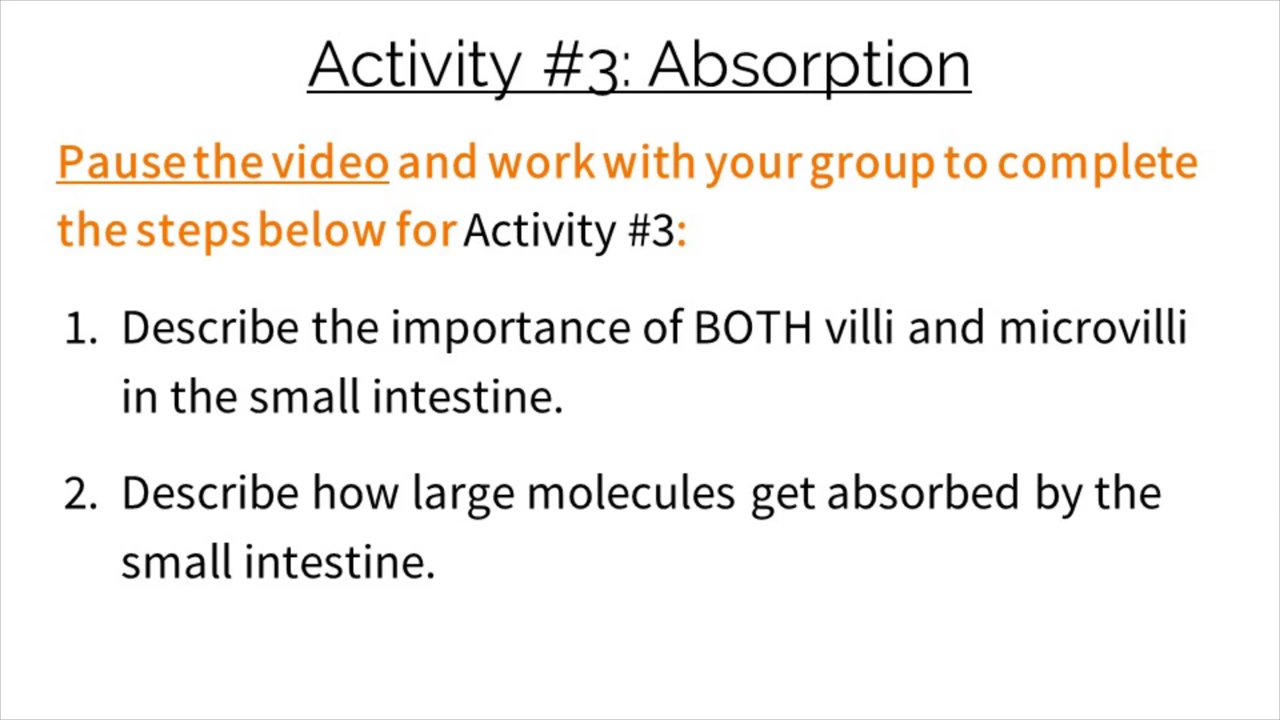 Activity #3: Absorption
Pause the video and work with your group to complete
the steps below for Activity #3:
1. Describe the importance of BOTH villi and microvilli
in the small intestine.
2. Describe how large molecules get absorbed by the
small intestine.